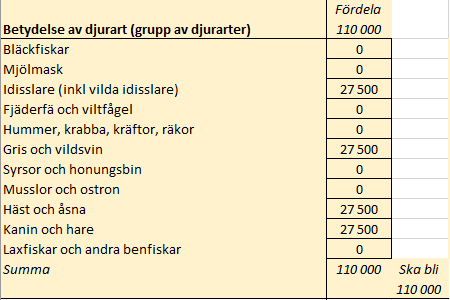 Fördela
Betydelse av djurart (grupp av djurarter) 110 000
Bläckfiskar 0
Mjölmask 0
Idisslare (inkl vilda idisslare) 27 500
Fjäderfä och viltfågel 0
Hummer, krabba, kräftor, räkor 0
Gris och vildsvin 27 500
Syrsor och honungsbin 0
Musslor och ostron 0
Häst och åsna 27 500
Kanin och hare 27 500
Laxfiskar och andra benfiskar 0
Summa 110 000 Ska bli
110 000